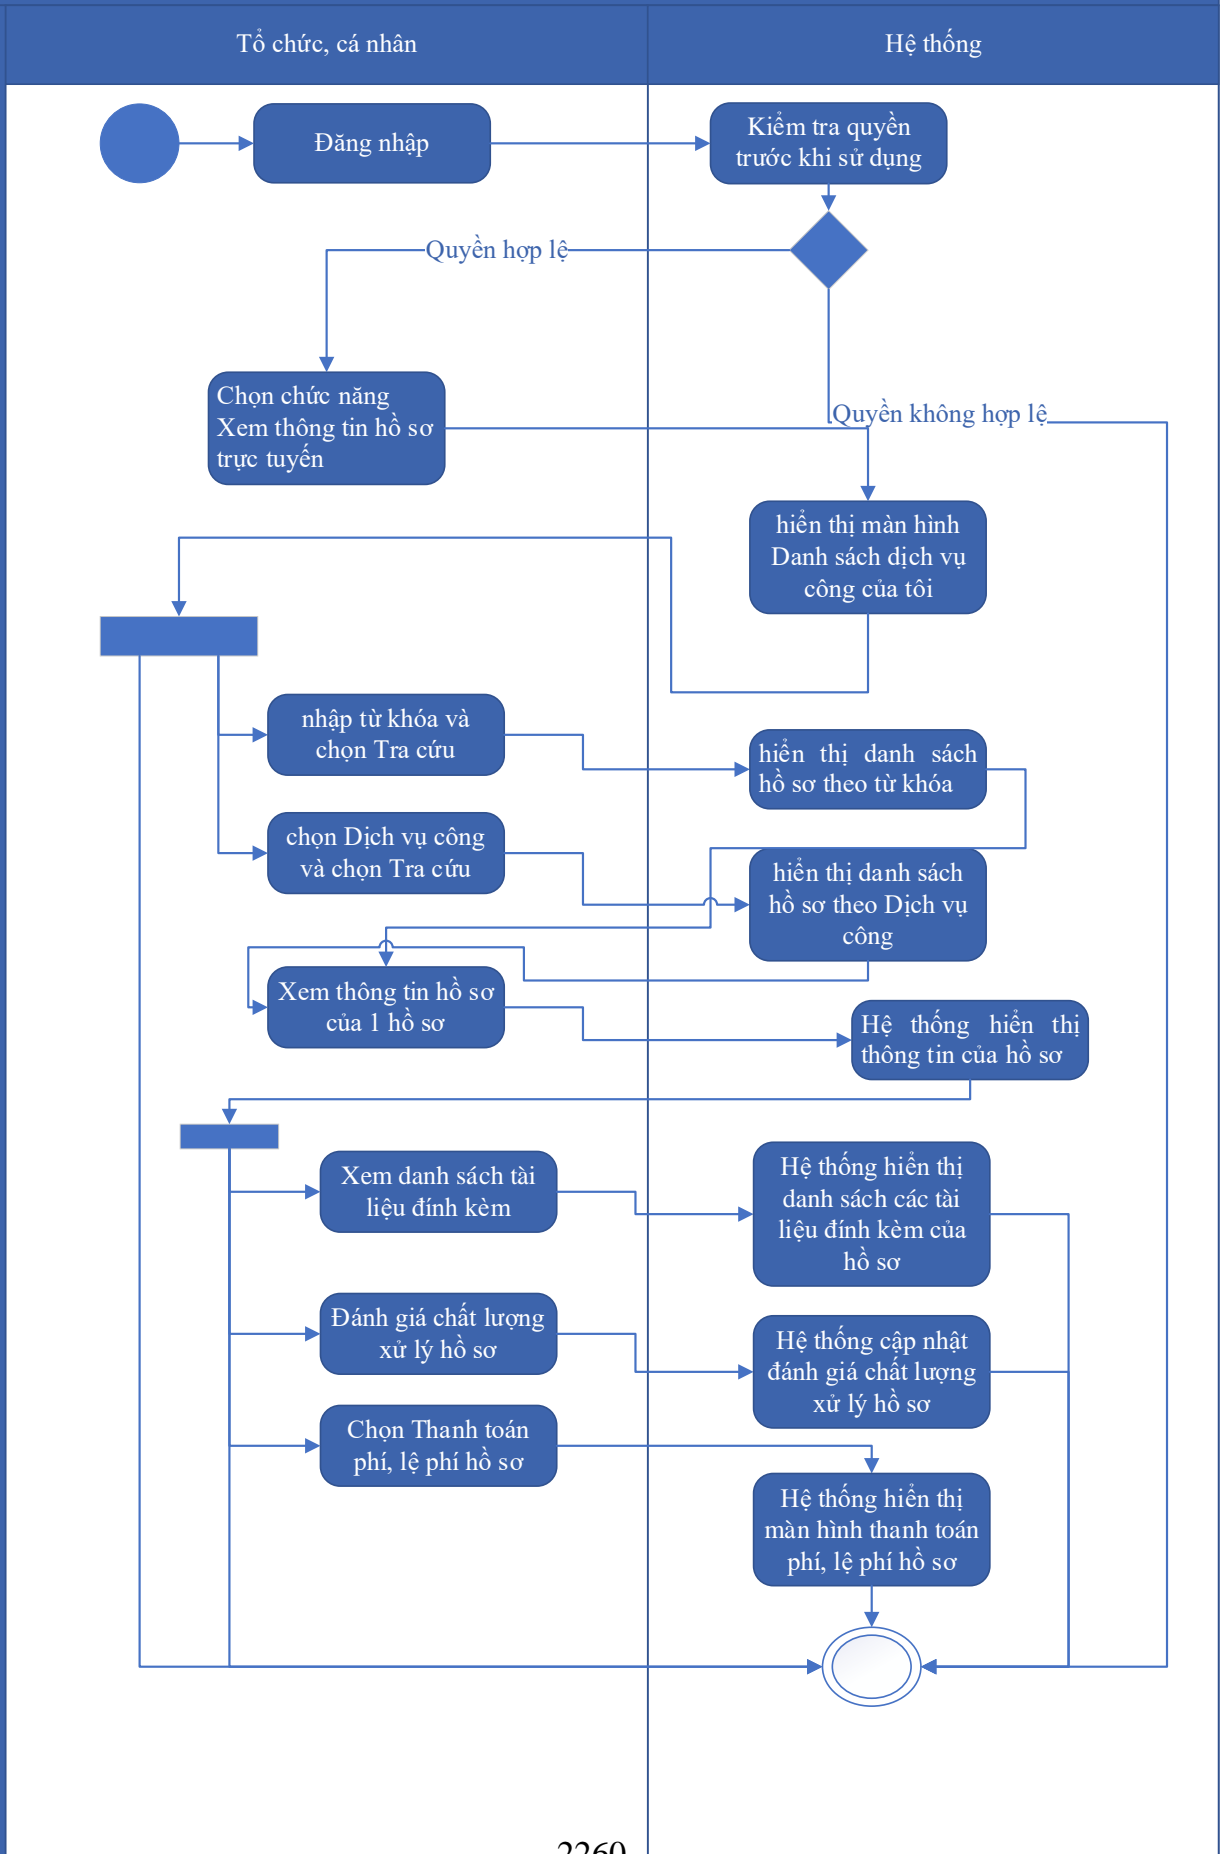 Tổ chức, cá nhân
Hệ thống
Đăng nhập
Kiểm tra quyền
trước khi sử dụng
Quyền hợp lệ
Chọn chức năng
Xem thông tin hồ sơ
trực tuyến
Quyền không hợp lệ
hiển thị màn hình
Danh sách dịch vụ
công của tôi
nhập từ khóa và
chọn Tra cứu
hiển thị danh sách
hồ sơ theo từ khóa
chọn Dịch vụ công
và chọn Tra cứu
hiển thị danh sách
hồ sơ theo Dịch vụ
công
Xem thông tin hồ sơ
của 1 hồ sơ
Hệ thống hiển thị
thông tin của hồ sơ
Xem danh sách tài
liệu đính kèm
Hệ thống hiển thị
danh sách các tài
liệu đính kèm của
hồ sơ
Đánh giá chất lượng
xử lý hồ sơ
Hệ thống cập nhật
đánh giá chất lượng
xử lý hồ sơ
Chọn Thanh toán
phí, lệ phí hồ sơ
Hệ thống hiển thị
màn hình thanh toán
phí, lệ phí hồ sơ
2260